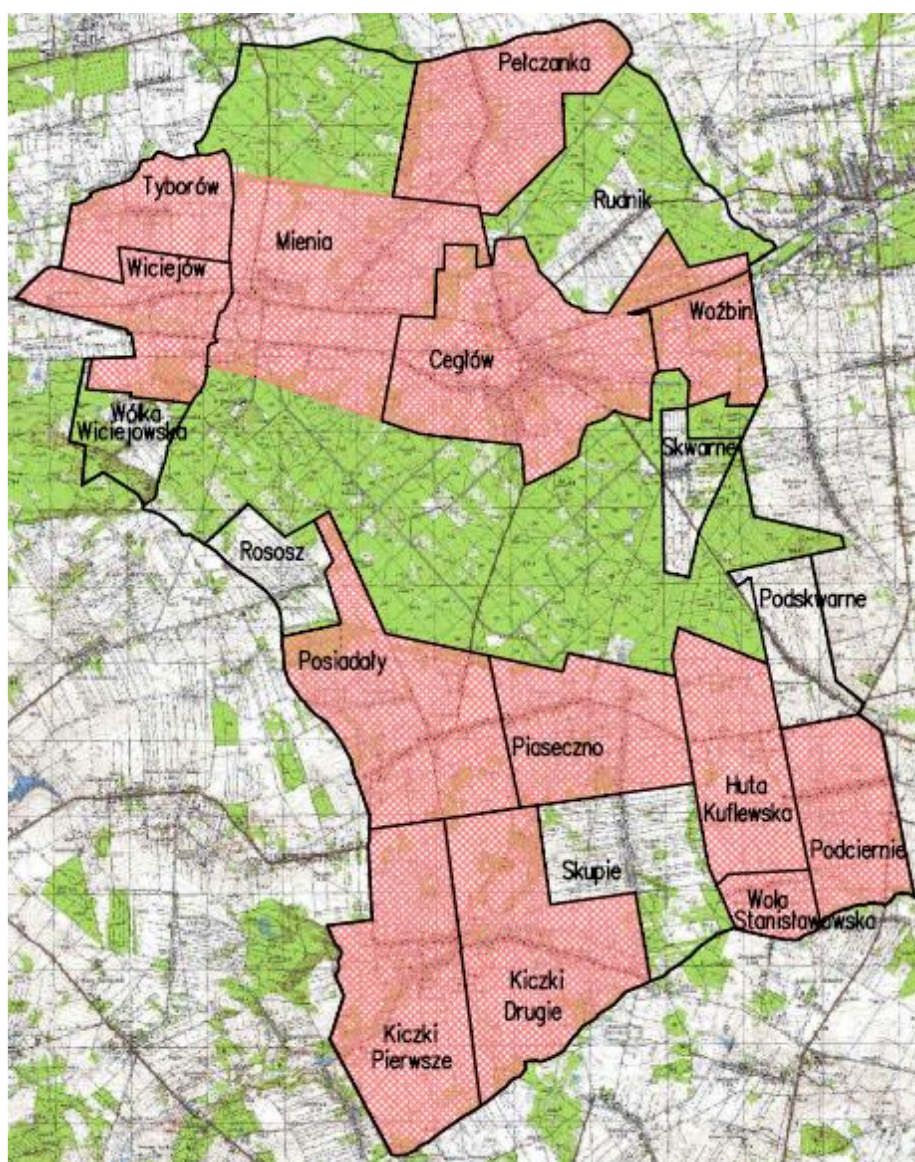 Pełczanka
Tyborów
Rudnik
Mienia
Wiciejów
Woźbin
Cegłów
Wólka
Wiciejowska
Skwarne
Rososz
Podskwarne
Posiadały
Piaseczno
Huta
Kuflewska
Podciernie
Skupie
Wola
Stanisławowska
Kiczki
Drugie
Kiczki
Pierwsze